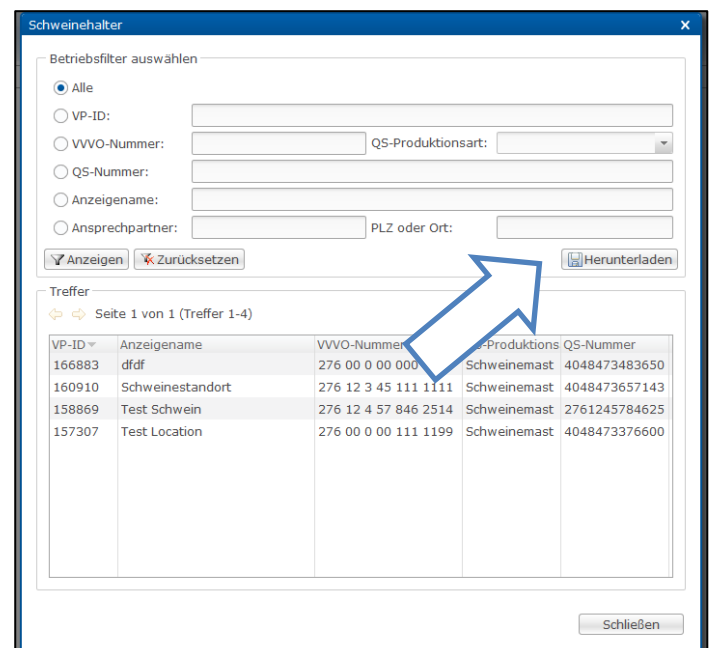 Schweinehalter x
Betriebsfilter auswählen
Alle
VP-ID:
VVVO-Nummer: QS-Produktionsart:
QS-Nummer:
Anzeigename:
Ansprechpartner: PLZ oder Ort:
Anzeigen Zurücksetzen Herunterladen
Treffer
Seite 1 von 1 (Treffer 1-4)
VP-ID Anzeigename VVVO-Nummer -Produktions QS-Nummer
166883 dfdf 276 00 0 00 000 Schweinemast 4048473483650
160910 Schweinestandort 276 12 3 45 111 1111 Schweinemast 4048473657143
158869 Test Schwein 276 12 4 57 846 2514 Schweinemast 2761245784625
157307 Test Location 276 00 0 00 111 1199 Schweinemast 4048473376600
Schließen